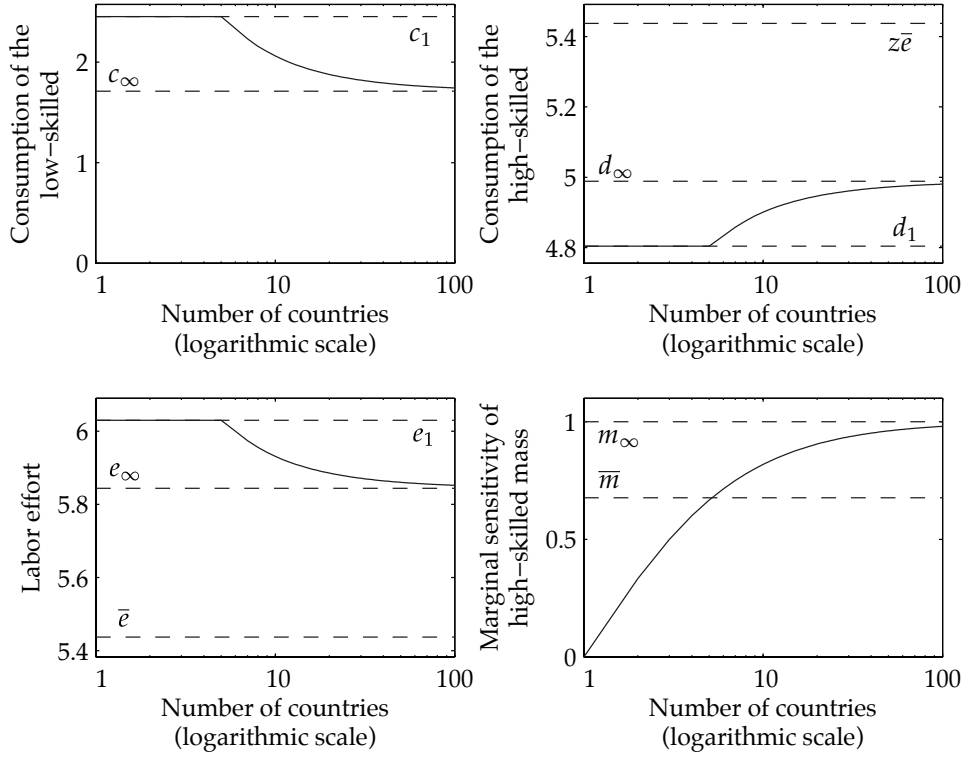 Consumption of the
low−skilled
2
1
0
c1
c∞
1
10
100
Number of countries
(logarithmic scale)
Consumption of the
high−skilled
5.4
5.2
5
4.8
ze̅
d∞
d1
1
10
100
Number of countries
(logarithmic scale)
Labor effort
6
5.8
5.6
5.4
e1
e∞
e̅
1
10
100
Number of countries
(logarithmic scale)
Marginal sensitivity of
high−skilled mass
1
0.5
0
m∞
m̅
1
10
100
Number of countries
(logarithmic scale)